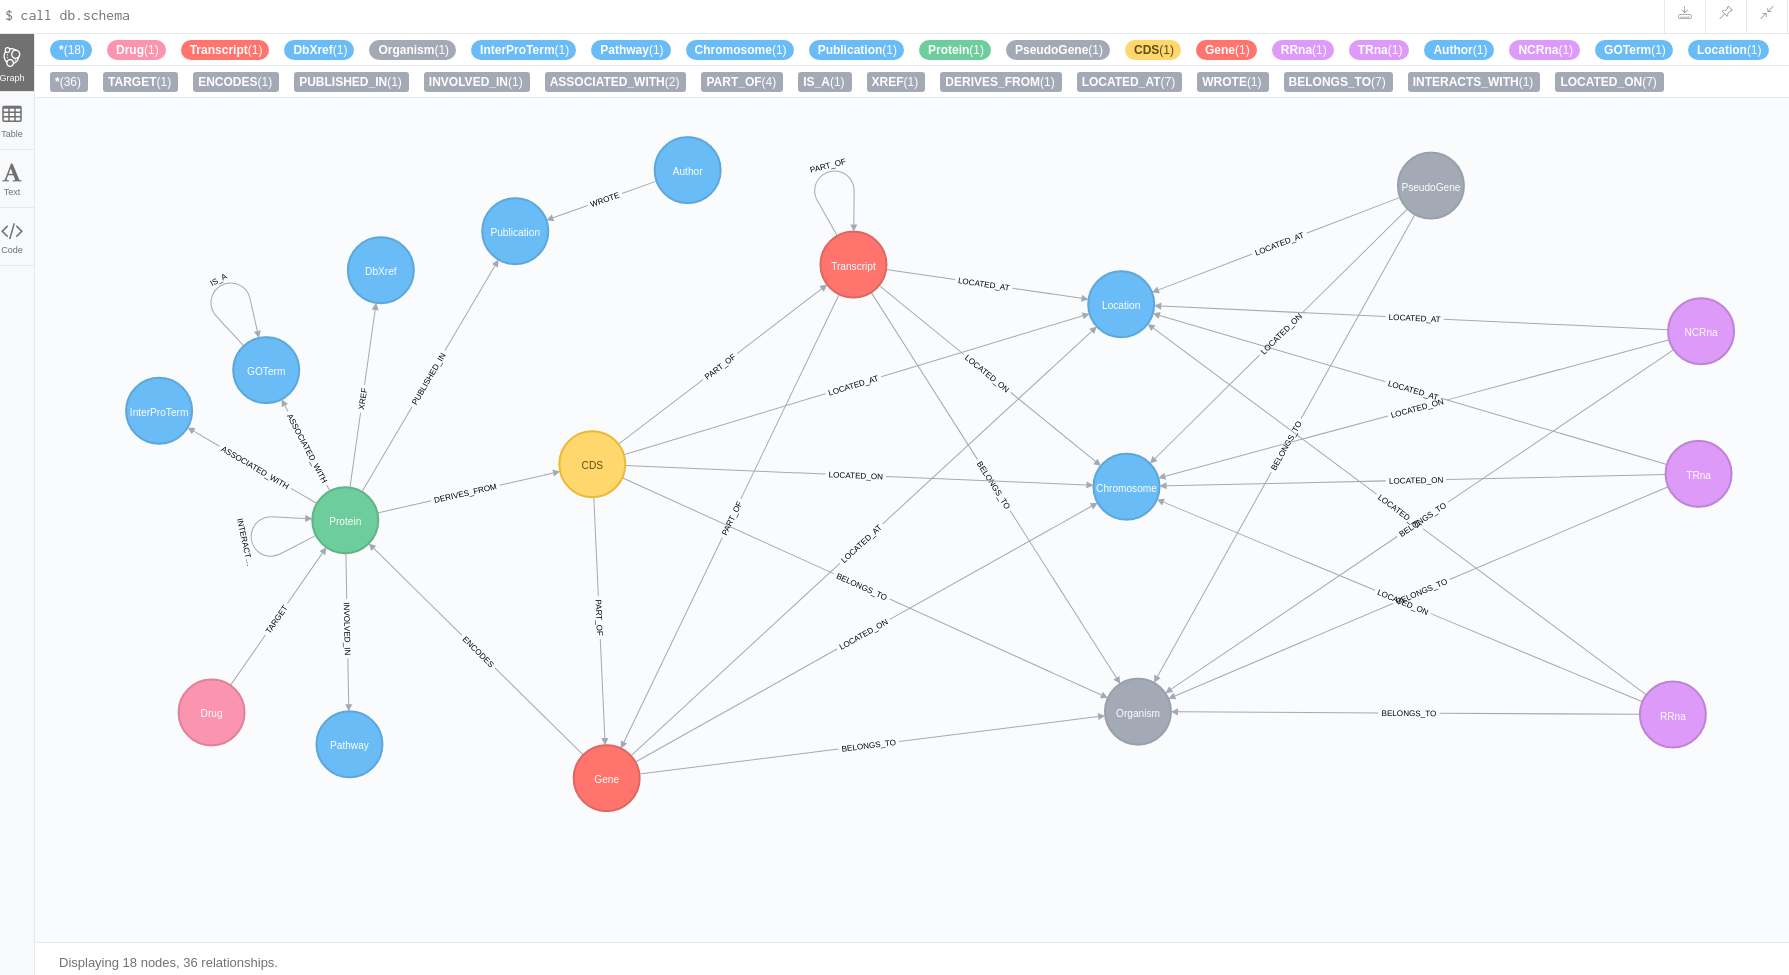 $ call db.schema
*(18) Drug(1) Transcript(1) DbXref(1) Organism(1) InterProTerm(1) Pathway(1) Chromosome(1) Publication(1) Protein(1) PseudoGene(1) CDS(1) Gene(1) RRna(1) TRna(1) Author(1) NCRna(1) GOTerm(1) Location(1)
*(36) TARGET(1) ENCODES(1) PUBLISHED_IN(1) INVOLVED_IN(1) ASSOCIATED_WITH(2) PART_OF(4) IS_A(1) XREF(1) DERIVES_FROM(1) LOCATED_AT(7) WROTE(1) BELONGS_TO(7) INTERACTS_WITH(1) LOCATED_ON(7)
Graph
Table
Text
Code
Author
PART_OF
PseudoGene
WROTE
Publication
LOCATED_AT
Transcript
DbXref
IS_A
LOCATED_AT
Location
LOCATED_AT
NCRna
LOCATED_ON
GOTerm
PUBLISHED_IN
PART_OF
LOCATED_ON
LOCATED_AT
LOCATED_AT
XREF
InterProTerm
LOCATED_ON
ASSOCIATED_WITH
BELONGS_TO
ASSOCIATED_WITH
CDS
LOCATED_ON
BELONGS_TO
Chromosome
LOCATED_ON
TRna
DERIVES_FROM
LOCATED
BELONGS_TO
Protein
INTERACT...
PART_OF
LOCATED_AT
BELONGS_TO
BELONGS_TO
LOCATED_ON
TARGET
INVOLVED_IN
PART_OF
ENCODES
LOCATED_ON
Drug
Organism
BELONGS_TO
RRna
Pathway
BELONGS_TO
Gene
Displaying 18 nodes, 36 relationships.